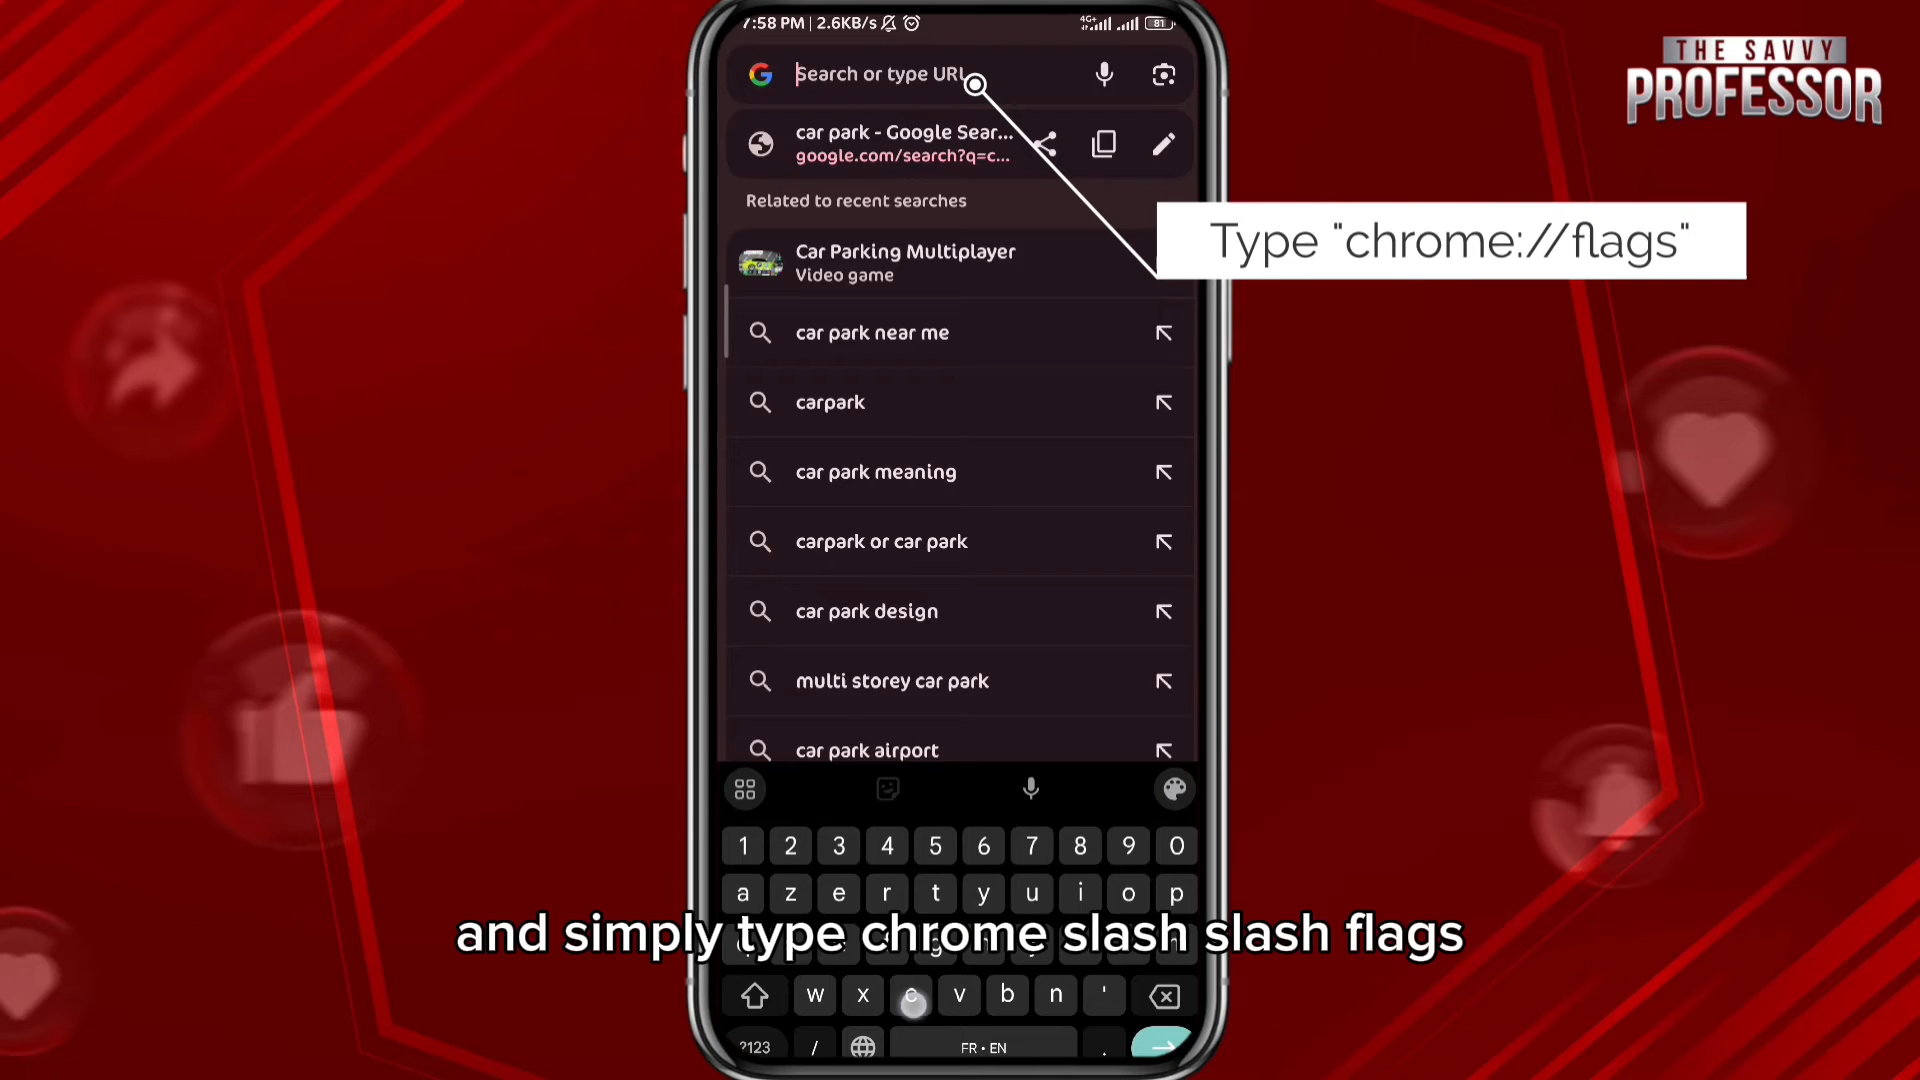 7:58 PM | 2.6KB/s
4G+
81
THE SAVVY
PROFESSOR
Search or type URL
car park - Google Sear...
google.com/search?q=c...
Related to recent searches
Type "chrome://flags"
Car Parking Multiplayer
Video game
car park near me
carpark
car park meaning
carpark or car park
car park design
multi storey car park
car park airport
1 2 3 4 5 6 7 8 9 0
a z e r t y u i o p
and simply type chrome slash slash flags
w x c v b n '
?123 / FR • EN .